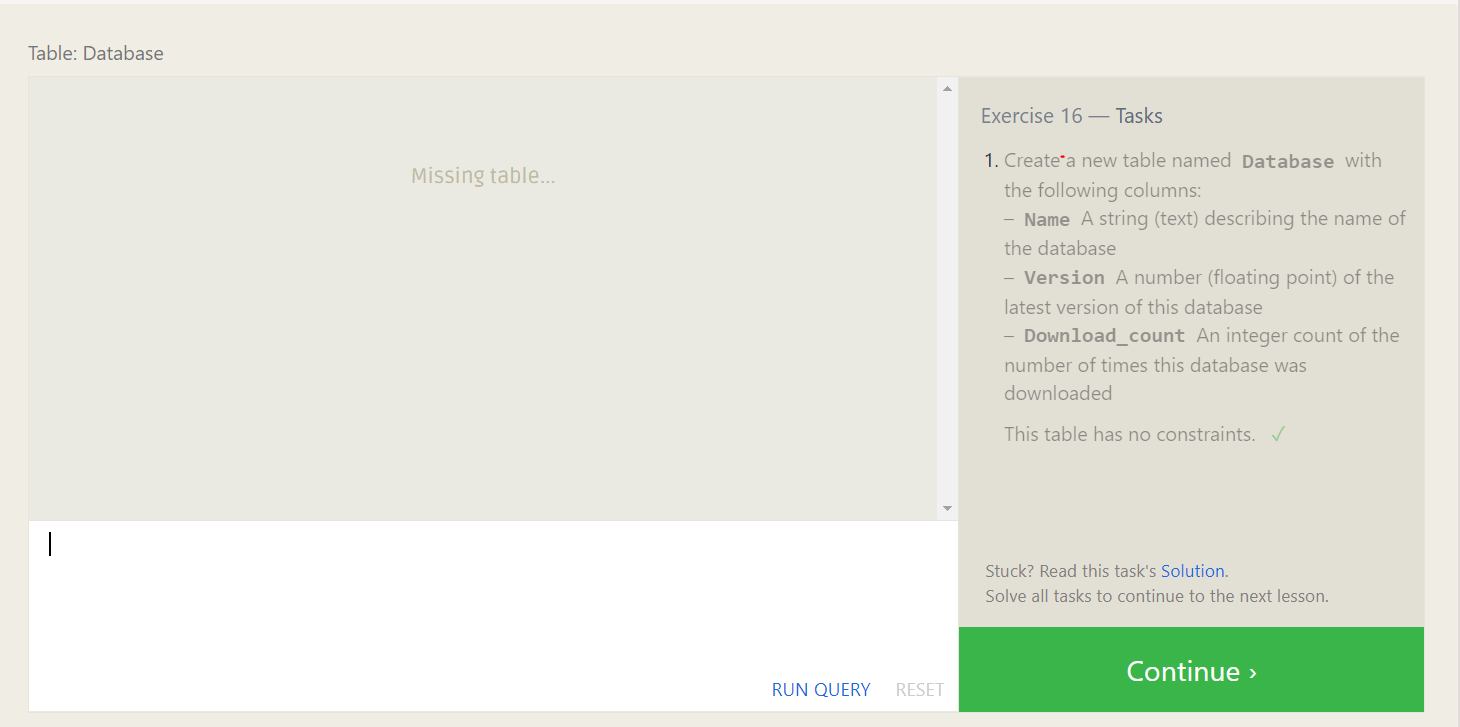 Table: Database
Missing table…
RUN QUERY RESET
Exercise 16 — Tasks
1. Create a new table named Database with
the following columns:
– Name A string (text) describing the name of
the database
– Version A number (floating point) of the
latest version of this database
– Download_count An integer count of the
number of times this database was
downloaded
This table has no constraints. ✓
Stuck? Read this task's Solution.
Solve all tasks to continue to the next lesson.
Continue ›